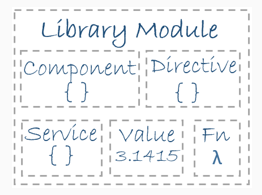 Library Module
Component Directive
{ } { }
Service Value Fn
{ } 3.1415 λ